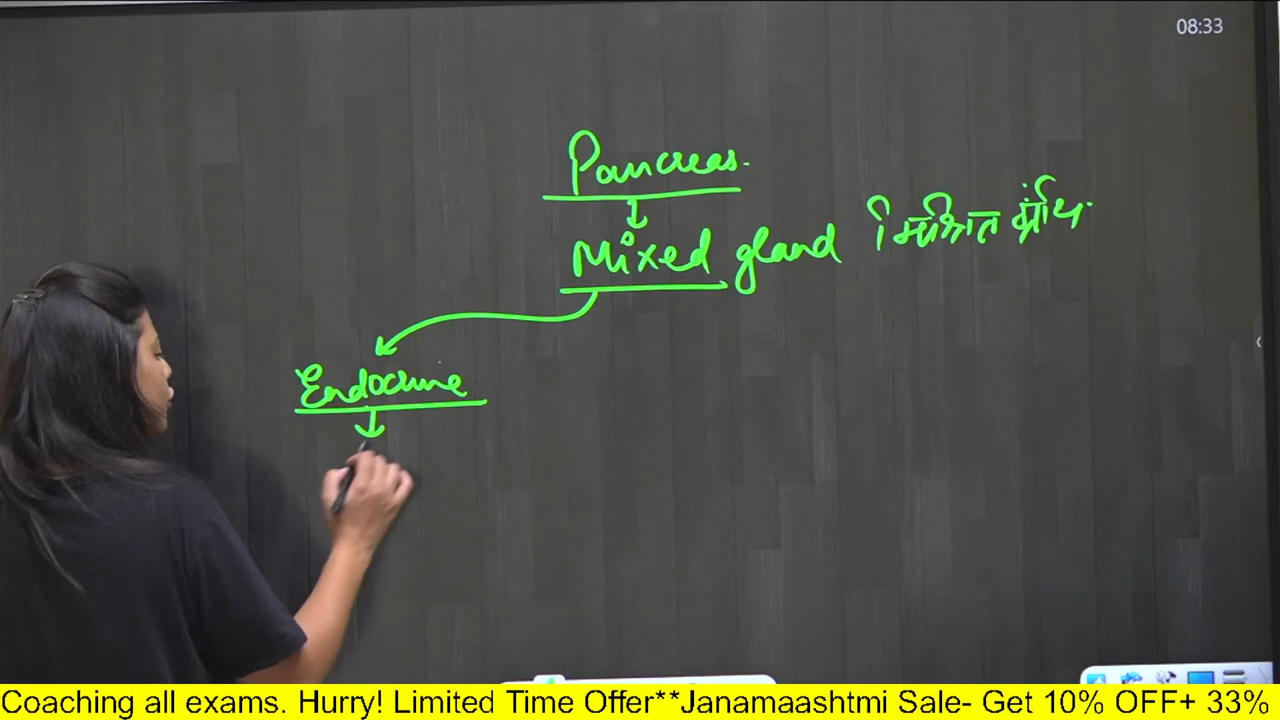 08:33
Pancreas.
Mixed gland मिश्रित ग्रंथि.
Endocrine
Coaching all exams. Hurry! Limited Time Offer**Janamaashtmi Sale- Get 10% OFF+ 33%